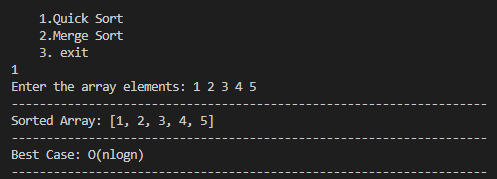 1.Quick Sort
2.Merge Sort
3. exit
1
Enter the array elements: 1 2 3 4 5
--------------------------------------------------------------------
Sorted Array: [1, 2, 3, 4, 5]
--------------------------------------------------------------------
Best Case: O(nlogn)
--------------------------------------------------------------------